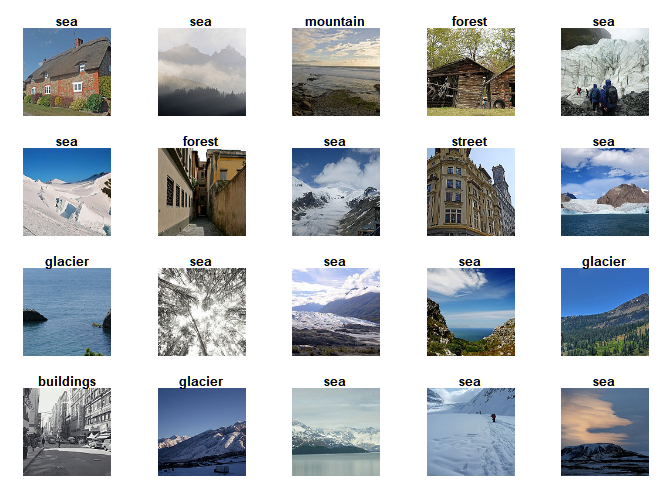 sea sea mountain forest sea
sea forest sea street sea
glacier sea sea sea glacier
buildings glacier sea sea sea